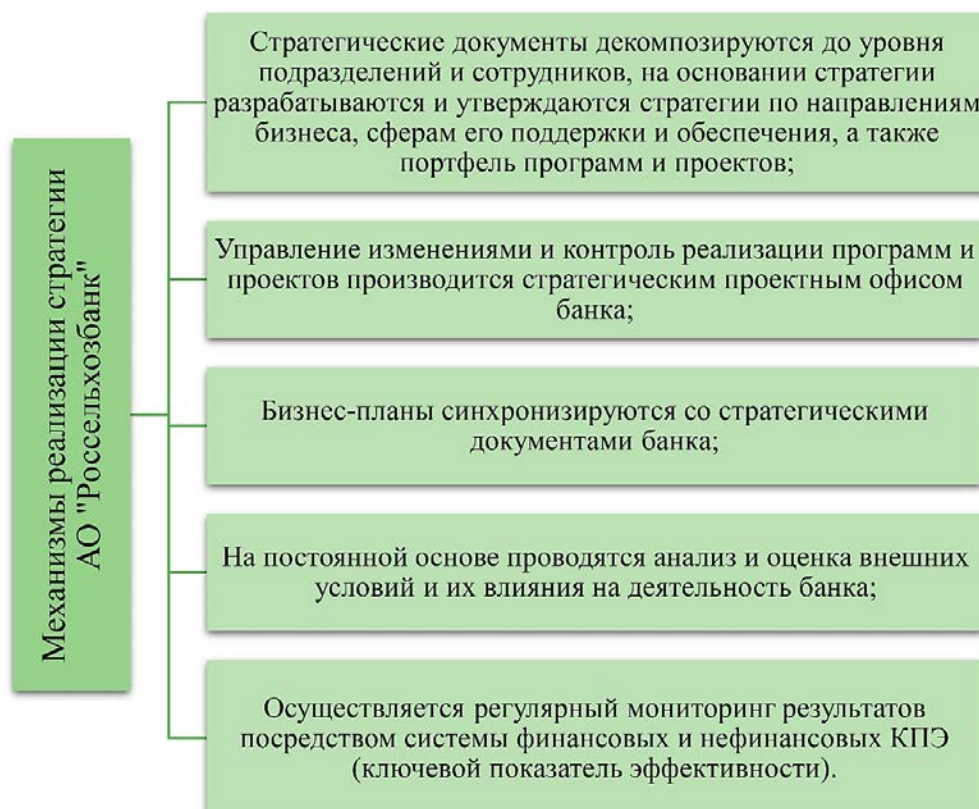 Механизмы реализации стратегии
АО "Россельхозбанк"
Стратегические документы декомпозируются до уровня
подразделений и сотрудников, на основании стратегии
разрабатываются и утверждаются стратегии по направлениям
бизнеса, сферам его поддержки и обеспечения, а также
портфель программ и проектов;
Управление изменениями и контроль реализации программ и
проектов производится стратегическим проектным офисом
банка;
Бизнес-планы синхронизируются со стратегическими
документами банка;
На постоянной основе проводятся анализ и оценка внешних
условий и их влияния на деятельность банка;
Осуществляется регулярный мониторинг результатов
посредством системы финансовых и нефинансовых КПЭ
(ключевой показатель эффективности).